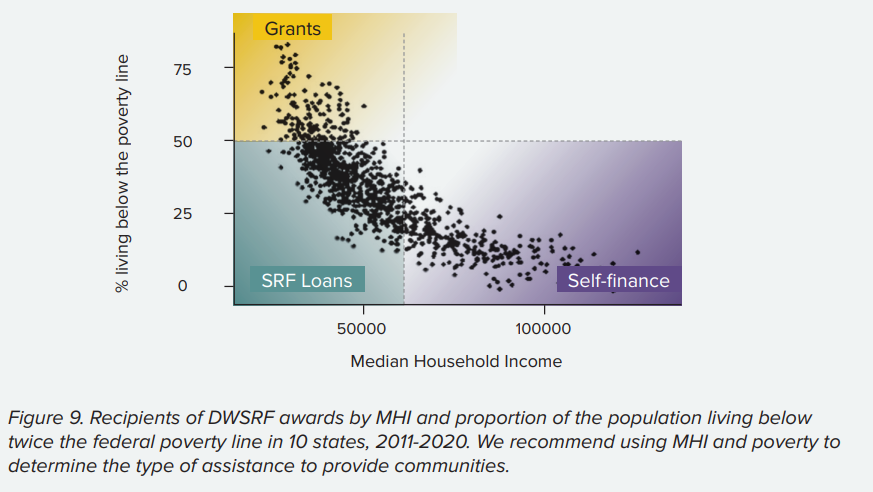 Grants
% living below the poverty line
75
50
25
0
SRF Loans
Self-finance
50000
100000
Median Household Income
Figure 9. Recipients of DWSRF awards by MHI and proportion of the population living below
twice the federal poverty line in 10 states, 2011-2020. We recommend using MHI and poverty to
determine the type of assistance to provide communities.